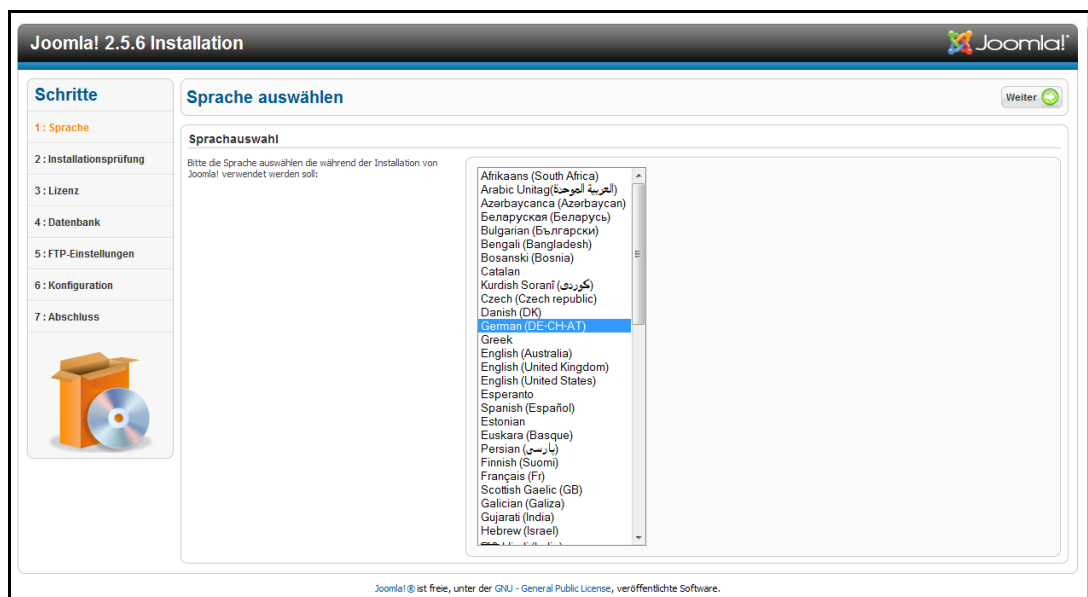 Joomla! 2.5.6 Installation
Joomla!
Schritte
1 : Sprache
2 : Installationsprüfung
3 : Lizenz
4 : Datenbank
5 : FTP-Einstellungen
6 : Konfiguration
7 : Abschluss
Sprache auswählen
Weiter
Sprachauswahl
Bitte die Sprache auswählen die während der Installation von
Joomla! verwendet werden soll:
Afrikaans (South Africa)
Arabic Unitag(العربية الموحدة)
Azərbaycanca (Azərbaycan)
Беларуская (Беларусь)
Bulgarian (Български)
Bengali (Bangladesh)
Bosanski (Bosnia)
Catalan
Kurdish Soranî (کوردی)
Czech (Czech republic)
Danish (DK)
German (DE-CH-AT)
Greek
English (Australia)
English (United Kingdom)
English (United States)
Esperanto
Spanish (Español)
Estonian
Euskara (Basque)
Persian (پارسی)
Finnish (Suomi)
Français (Fr)
Scottish Gaelic (GB)
Galician (Galiza)
Gujarati (India)
Hebrew (Israel)
Joomla!® ist freie, unter der GNU - General Public License, veröffentlichte Software.